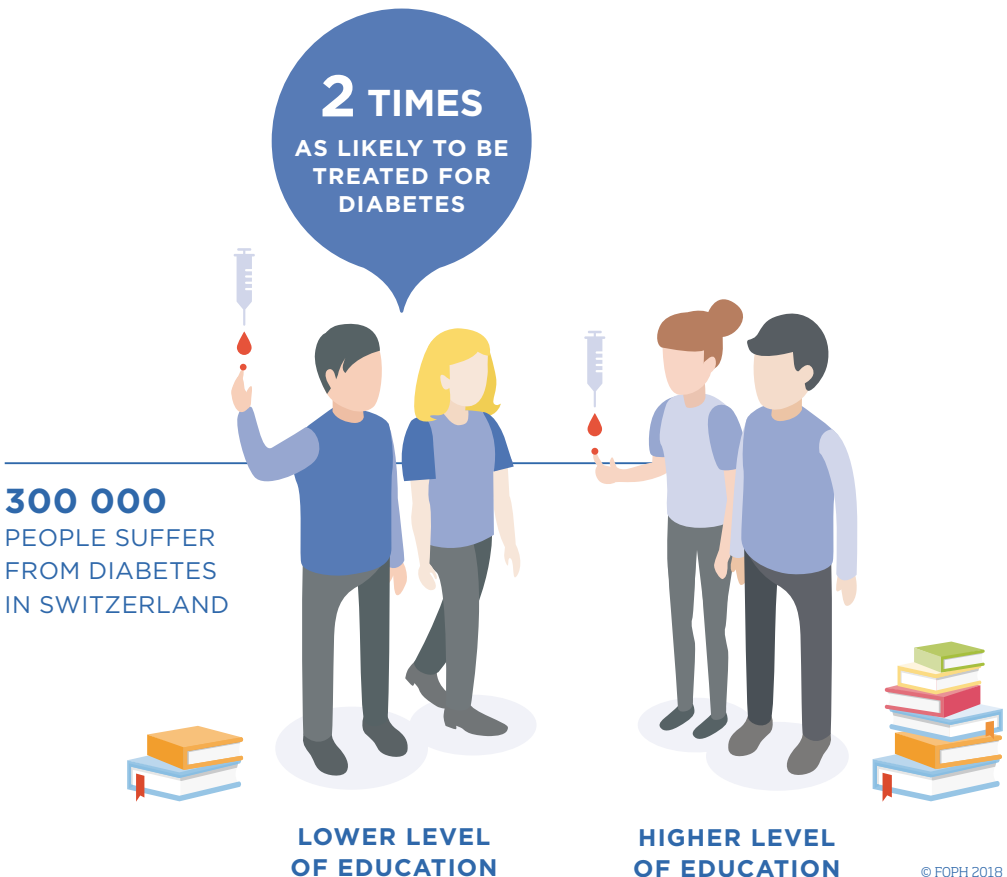 2 TIMES
AS LIKELY TO BE
TREATED FOR
DIABETES
300 000
PEOPLE SUFFER
FROM DIABETES
IN SWITZERLAND
LOWER LEVEL
OF EDUCATION
HIGHER LEVEL
OF EDUCATION
© FOPH 2018